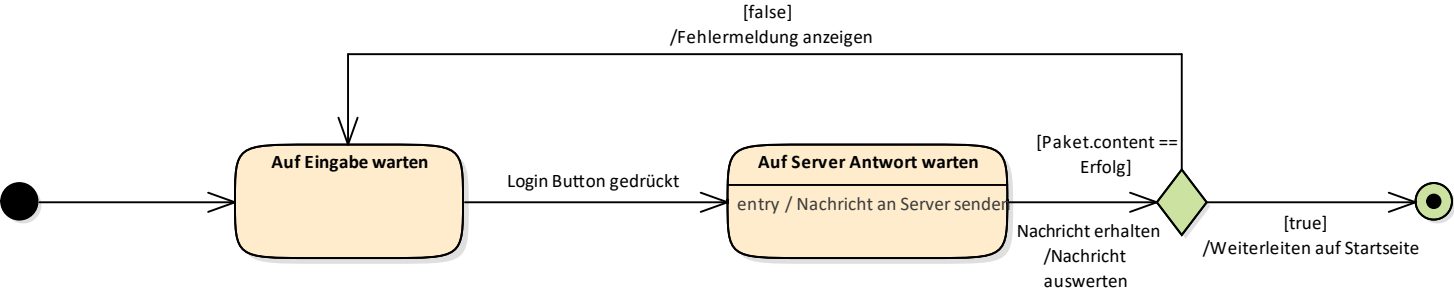 [false]
/Fehlermeldung anzeigen
Auf Eingabe warten
Login Button gedrückt
Auf Server Antwort warten
entry / Nachricht an Server senden
[Paket.content ==
Erfolg]
Nachricht erhalten
/Nachricht
auswerten
[true]
/Weiterleiten auf Startseite